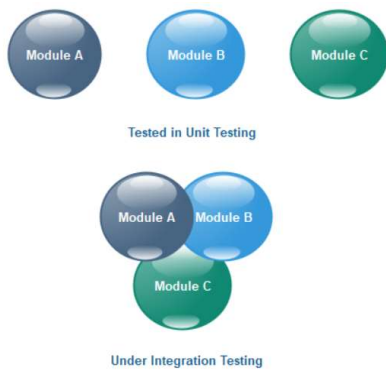 Module A Module B Module C
Tested in Unit Testing
Module A Module B
Module C
Under Integration Testing